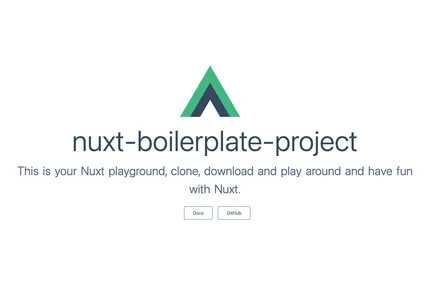 nuxt-boilerplate-project
This is your Nuxt playground, clone, download and play around and have fun
with Nuxt.
Docs GitHub